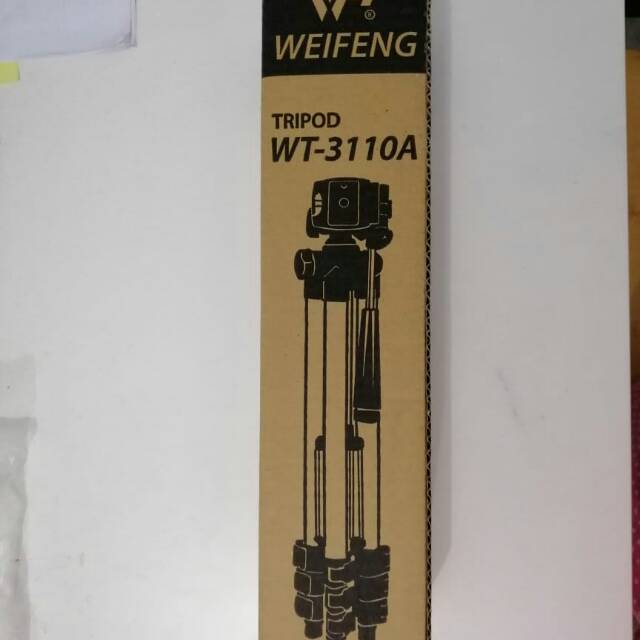 W
®
WEIFENG
TRIPOD
WT-3110A